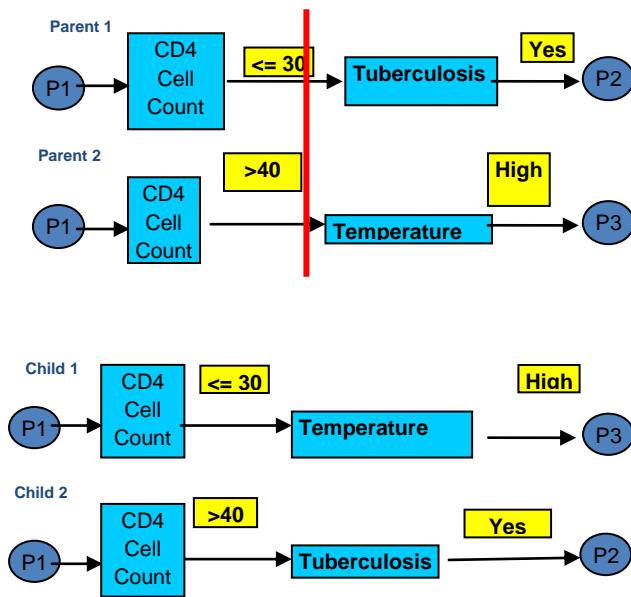 Parent 1
P1
CD4
Cell
Count
<= 30
Tuberculosis
Yes
P2
Parent 2
P1
CD4
Cell
Count
>40
Temperature
High
P3
Child 1
P1
CD4
Cell
Count
<= 30
Temperature
High
P3
Child 2
P1
CD4
Cell
Count
>40
Tuberculosis
Yes
P2